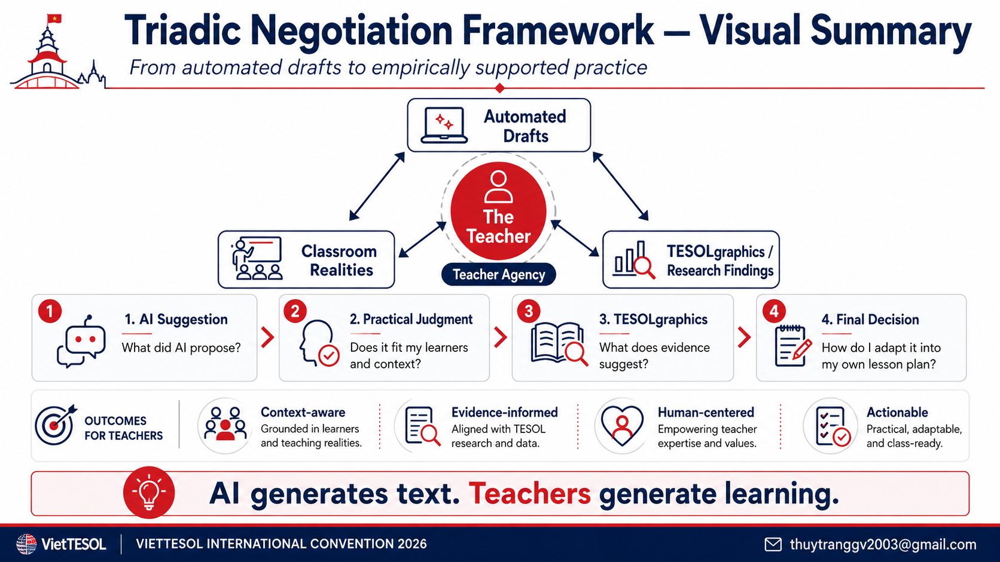 Triadic Negotiation Framework — Visual Summary
From automated drafts to empirically supported practice
Automated
Drafts
The
Teacher
Teacher Agency
Classroom
Realities
TESOLgraphics /
Research Findings
1
1. AI Suggestion
What did AI propose?
2
2. Practical Judgment
Does it fit my learners
and context?
3
3. TESOLgraphics
What does evidence
suggest?
4
4. Final Decision
How do I adapt it into
my own lesson plan?
OUTCOMES
FOR TEACHERS
Context-aware
Grounded in learners
and teaching realities.
Evidence-informed
Aligned with TESOL
research and data.
Human-centered
Empowering teacher
expertise and values.
Actionable
Practical, adaptable,
and class-ready.
AI generates text. Teachers generate learning.
VietTESOL
VIETTESOL INTERNATIONAL CONVENTION 2026
thuytranggv2003@gmail.com